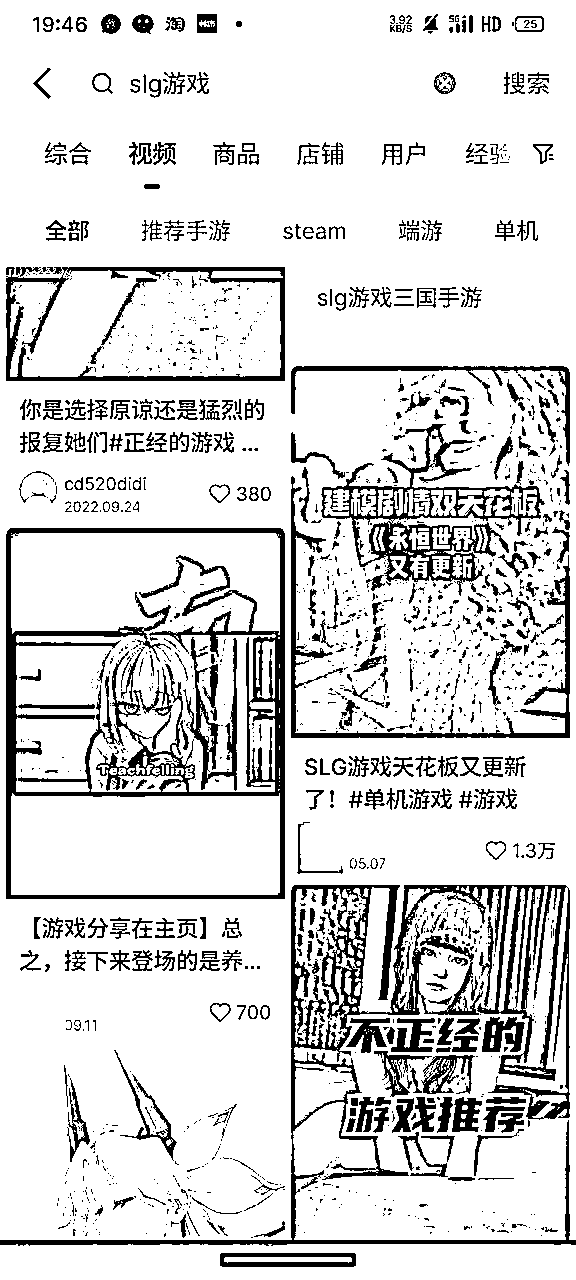 19:46
淘
3.92
KB/S
5G
HD
25
slg游戏
搜索
综合 视频 商品 店铺 用户 经验
全部 推荐手游 steam 端游 单机
你是选择原谅还是猛烈的
报复她们#正经的游戏 ...
cd520didi
2022.09.24
380
Teachfelling
【游戏分享在主页】总
之，接下来登场的是养...
09.11
700
slg游戏三国手游
建模剧情双天花板
《永恒世界》
又有更新
SLG游戏天花板又更新
了！#单机游戏 #游戏
05.07
1.3万
不正经的
游戏推荐